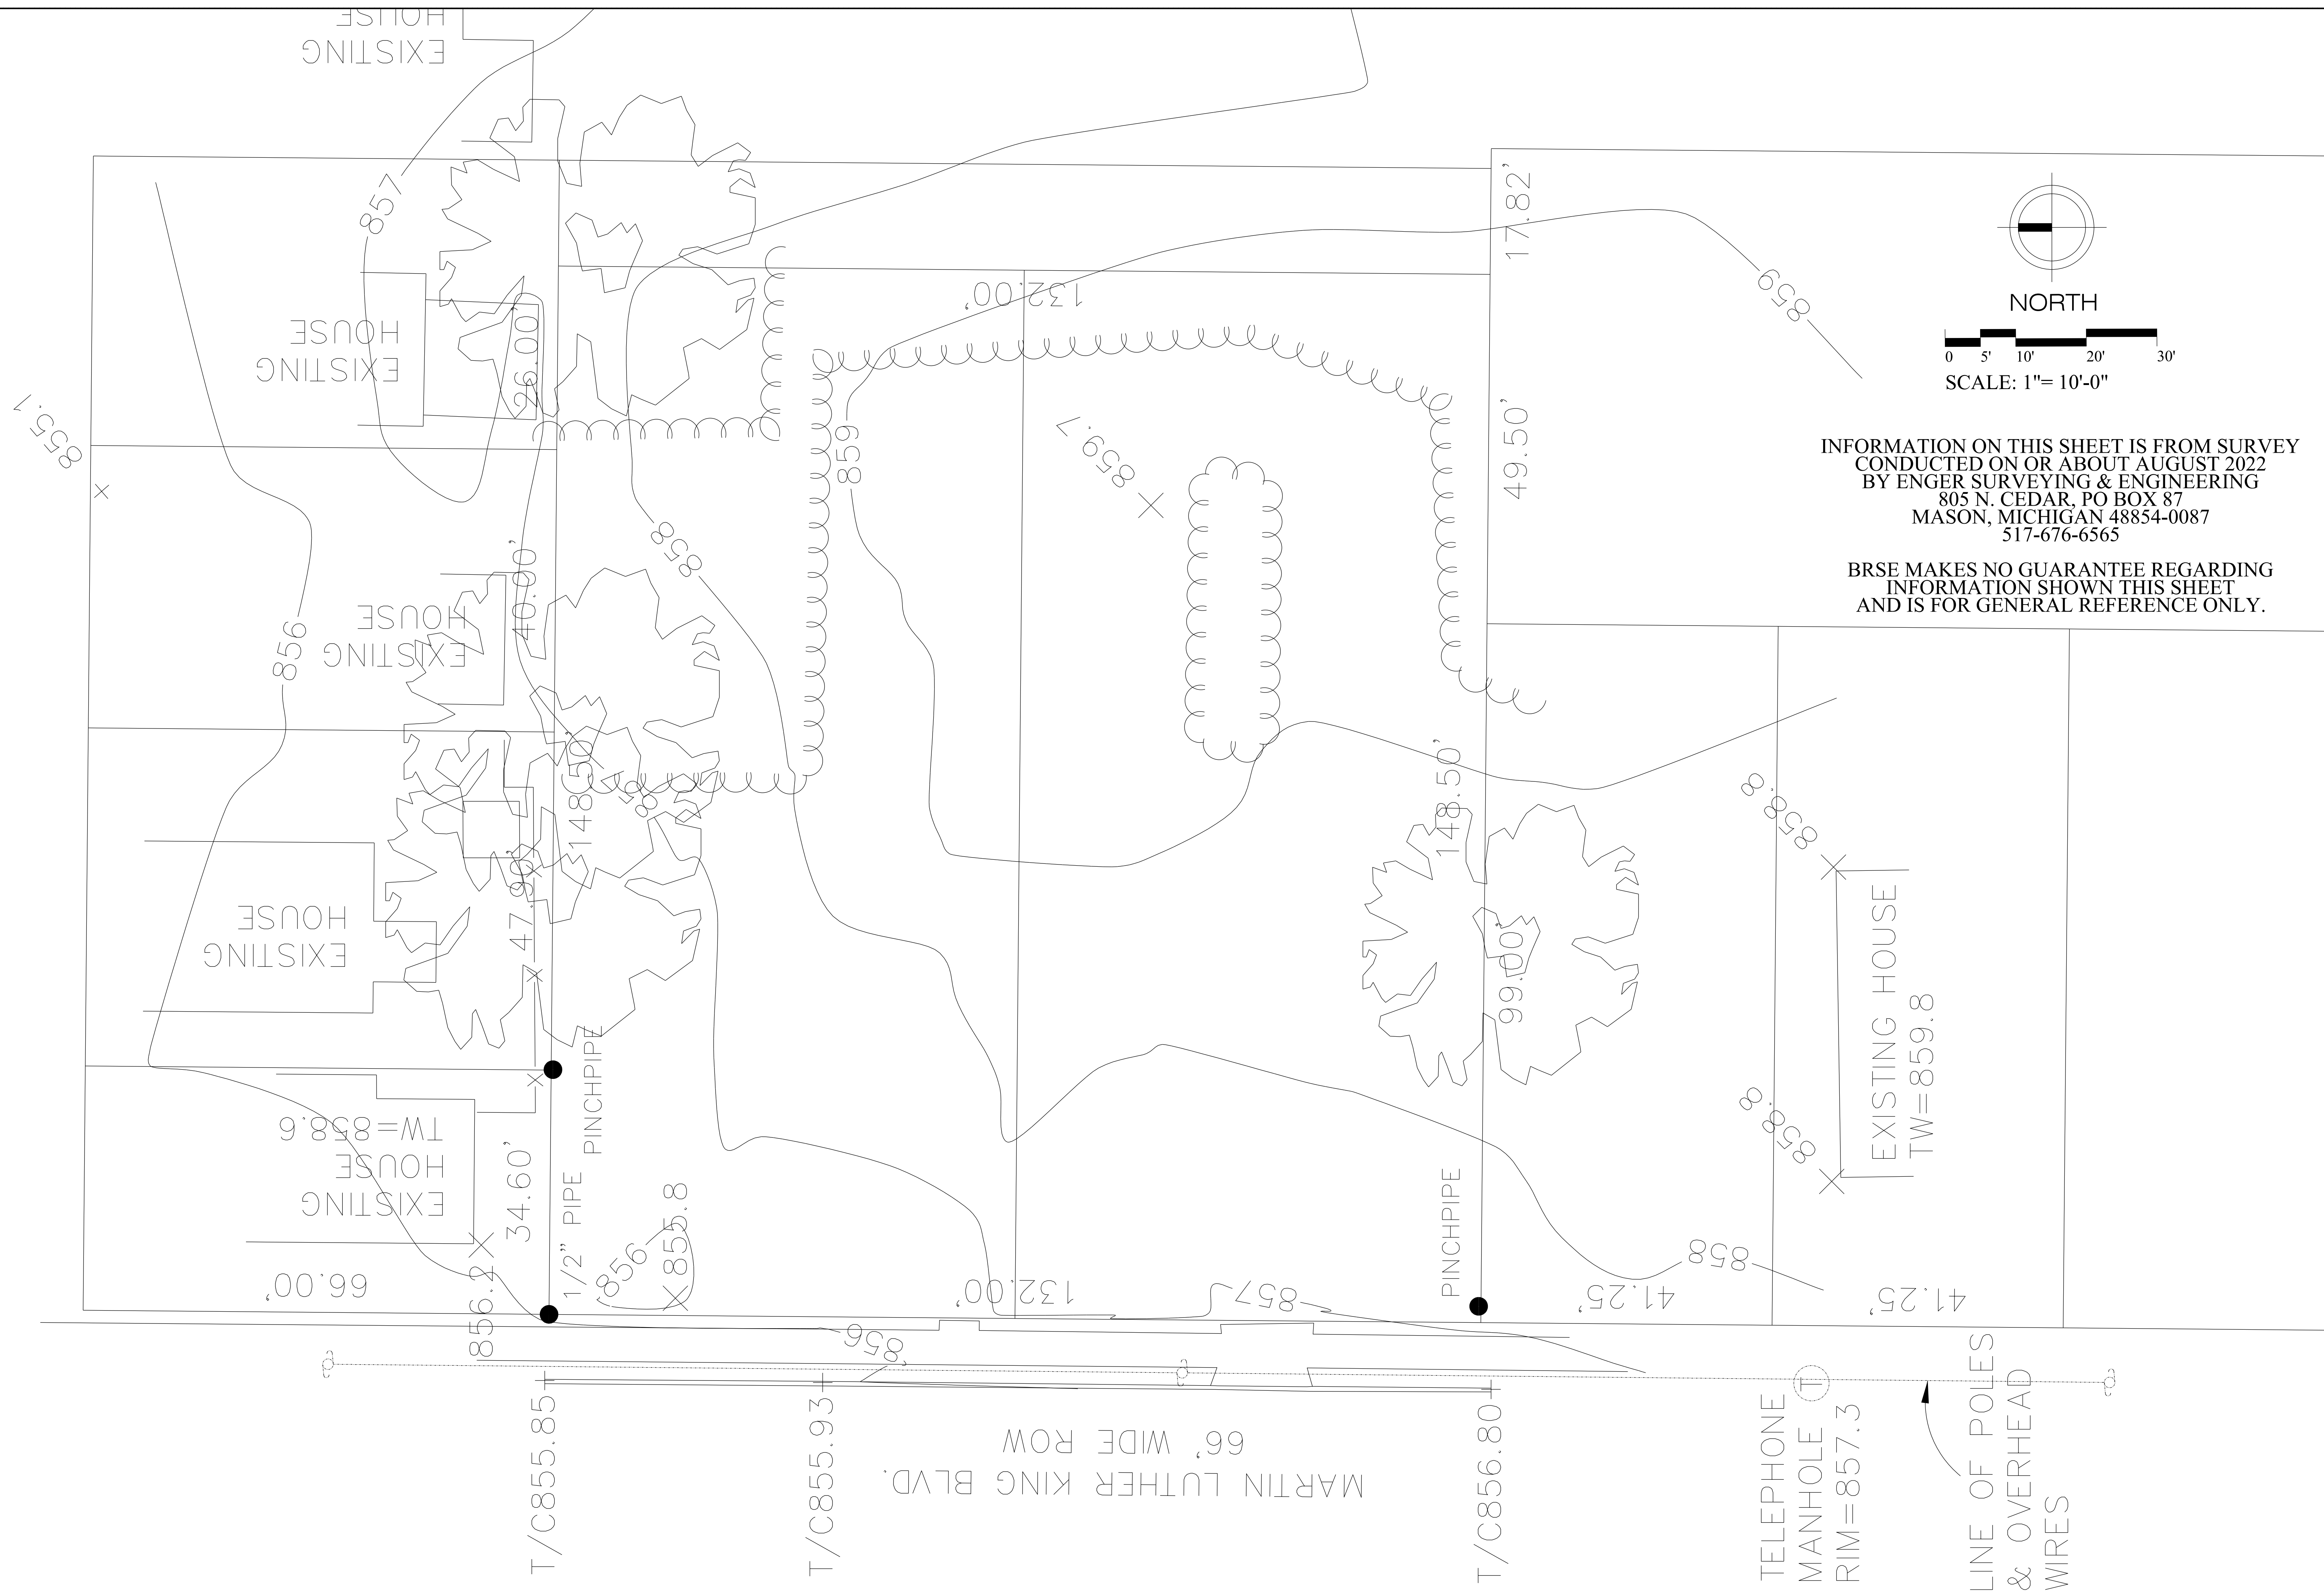 EXISTING
HOUSE
857
17.82'
NORTH
859
132.00'
26.00'
EXISTING
HOUSE
0 5' 10' 20' 30'
SCALE: 1"= 10'-0"
855.7
859
859.7
49.50'
INFORMATION ON THIS SHEET IS FROM SURVEY
CONDUCTED ON OR ABOUT AUGUST 2022
BY ENGER SURVEYING & ENGINEERING
805 N. CEDAR, PO BOX 87
MASON, MICHIGAN 48854-0087
517-676-6565
BRSE MAKES NO GUARANTEE REGARDING
INFORMATION SHOWN THIS SHEET
AND IS FOR GENERAL REFERENCE ONLY.
858
40.00'
856
EXISTING
HOUSE
148.50'
857
148.50'
858.8
47.90'
EXISTING
HOUSE
99.00'
EXISTING HOUSE
TW=859.8
PINCHPIPE
EXISTING
HOUSE
TW=858.6
34.60'
1/2" PIPE
856
855.8
PINCHPIPE
858.8
858
66.00'
856.2
132.00'
857
41.25'
41.25'
856
T/C855.85
T/C855.93
MARTIN LUTHER KING BLVD.
66' WIDE ROW
T/C856.80
TELEPHONE
MANHOLE T
RIM=857.3
LINE OF POLES
& OVERHEAD
WIRES